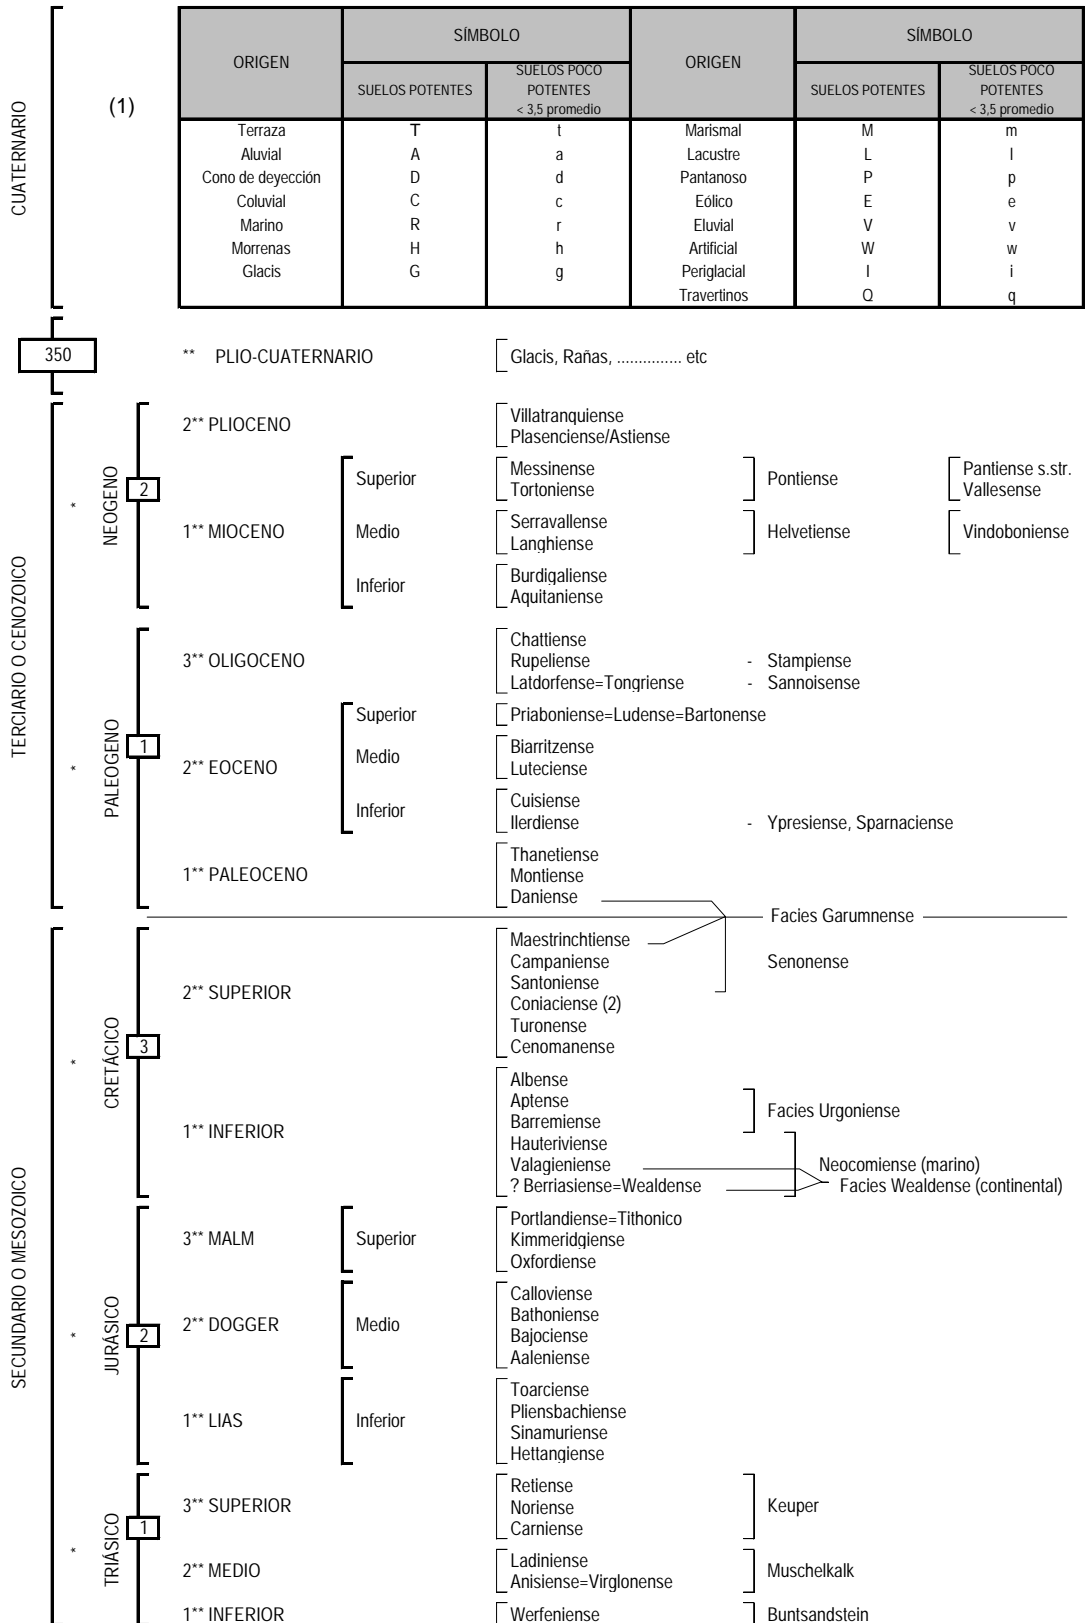 CUATERNARIO
(1)
ORIGEN SÍMBOLO ORIGEN SÍMBOLO
SUELOS POTENTES SUELOS POCO POTENTES < 3,5 promedio SUELOS POTENTES SUELOS POCO POTENTES < 3,5 promedio
Terraza T t Marismal M m
Aluvial A a Lacustre L l
Cono de deyección D d Pantanoso P p
Coluvial C c Eólico E e
Marino R r Eluvial V v
Morrenas H h Artificial W w
Glacis G g Periglacial I i
Travertinos Q q
350 ** PLIO-CUATERNARIO Glacis, Rañas, ............... etc
TERCIARIO O CENOZOICO
* NEOGENO 2
2** PLIOCENO Villatranquiense
Plasenciense/Astiense
1** MIOCENO
Superior Messinense
Tortoniense
Pontiense
Pantiense s.str.
Vallesense
Medio Serravallense
Langhiense
Helvetiense
Vindoboniense
Inferior Burdigaliense
Aquitaniense
* PALEOGENO 1
3** OLIGOCENO Chattiense
Rupeliense - Stampiense
Latdorfense=Tongriense - Sannoisense
2** EOCENO
Superior Priaboniense=Ludense=Bartonense
Medio Biarritzense
Luteciense
Inferior Cuisiense
Ilerdiense - Ypresiense, Sparnaciense
1** PALEOCENO Thanetiense
Montiense
Daniense
Facies Garumnense
SECUNDARIO O MESOZOICO
* CRETÁCICO 3
2** SUPERIOR Maestrinchtiense
Campaniense Senonense
Santoniense
Coniaciense (2)
Turonense
Cenomanense
1** INFERIOR Albense
Aptense
Barremiense
Facies Urgoniense
Hauteriviense
Valagieniense Neocomiense (marino)
? Berriasiense=Wealdense Facies Wealdense (continental)
* JURÁSICO 2
3** MALM Superior Portlandiense=Tithonico
Kimmeridgiense
Oxfordiense
2** DOGGER Medio Calloviense
Bathoniense
Bajociense
Aaleniense
1** LIAS Inferior Toarciense
Pliensbachiense
Sinamuriense
Hettangiense
* TRIÁSICO 1
3** SUPERIOR Retiense
Noriense Keuper
Carniense
2** MEDIO Ladiniense
Anisiense=Virglonense
Muschelkalk
1** INFERIOR Werfeniense Buntsandstein